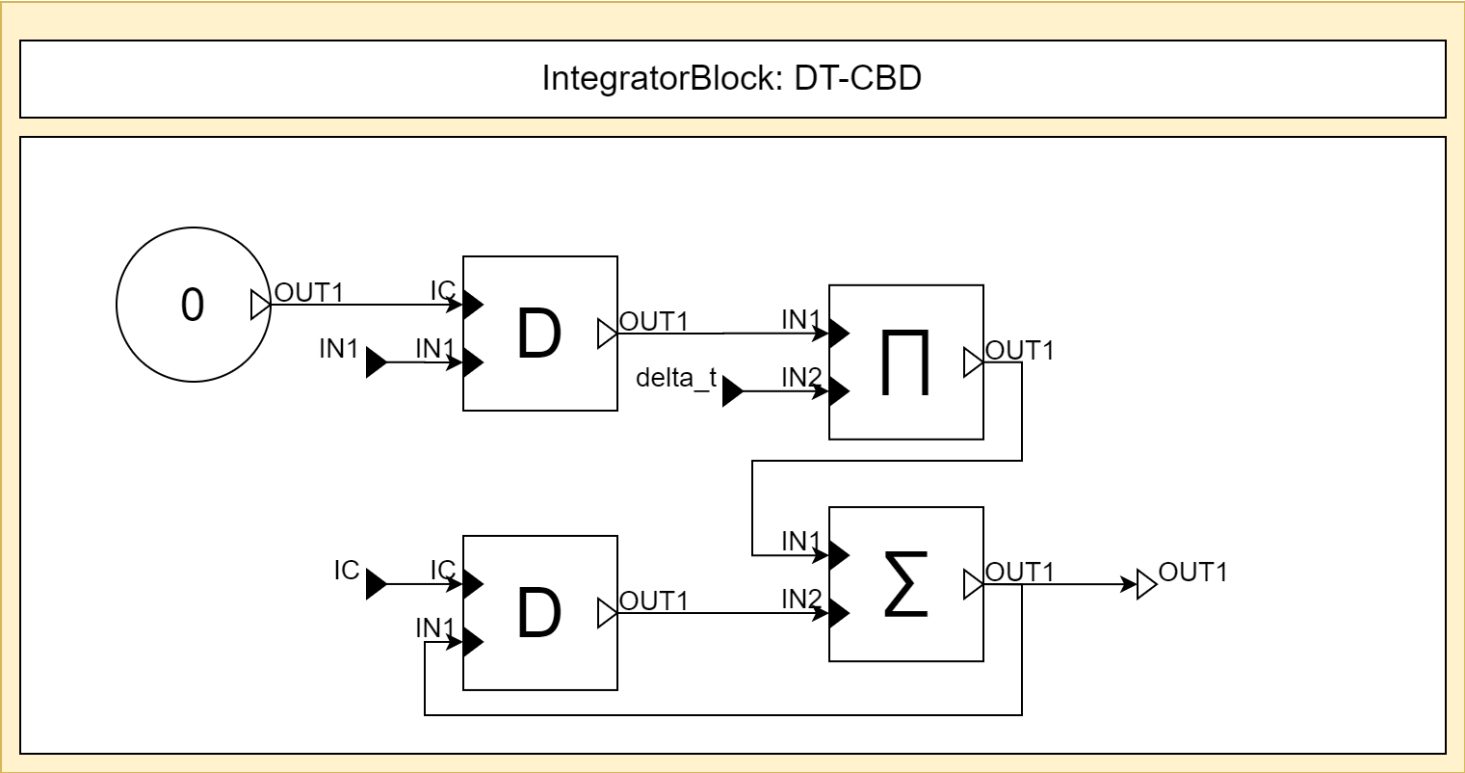 IntegratorBlock: DT-CBD
0
OUT1
IC
IN1
IN1
D
OUT1
IN1
delta_t
IN2
∏
OUT1
IC
IC
IN1
D
OUT1
IN1
IN2
∑
OUT1
OUT1